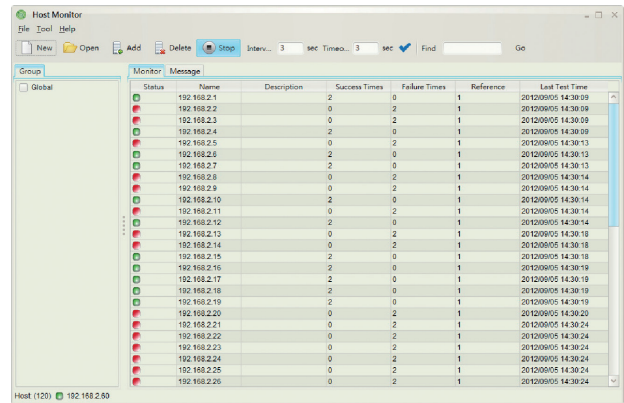 Host Monitor
File Tool Help
New Open Add Delete Stop Interv... 3 sec Timeo... 3 sec Find Go
Group Monitor Message
Global Status Name Description Success Times Failure Times Reference Last Test Time
192.168.2.1 2 0 1 2012/09/05 14:30:09
192.168.2.2 0 2 1 2012/09/05 14:30:09
192.168.2.3 0 2 1 2012/09/05 14:30:09
192.168.2.4 2 0 1 2012/09/05 14:30:09
192.168.2.5 0 2 1 2012/09/05 14:30:13
192.168.2.6 2 0 1 2012/09/05 14:30:13
192.168.2.7 2 0 1 2012/09/05 14:30:13
192.168.2.8 0 2 1 2012/09/05 14:30:14
192.168.2.9 0 2 1 2012/09/05 14:30:14
192.168.2.10 2 0 1 2012/09/05 14:30:14
192.168.2.11 0 2 1 2012/09/05 14:30:14
192.168.2.12 2 0 1 2012/09/05 14:30:14
192.168.2.13 0 2 1 2012/09/05 14:30:18
192.168.2.14 0 2 1 2012/09/05 14:30:18
192.168.2.15 2 0 1 2012/09/05 14:30:18
192.168.2.16 2 0 1 2012/09/05 14:30:19
192.168.2.17 2 0 1 2012/09/05 14:30:19
192.168.2.18 2 0 1 2012/09/05 14:30:19
192.168.2.19 2 0 1 2012/09/05 14:30:19
192.168.2.20 0 2 1 2012/09/05 14:30:20
192.168.2.21 0 2 1 2012/09/05 14:30:24
192.168.2.22 0 2 1 2012/09/05 14:30:24
192.168.2.23 0 2 1 2012/09/05 14:30:24
192.168.2.24 0 2 1 2012/09/05 14:30:24
192.168.2.25 0 2 1 2012/09/05 14:30:24
192.168.2.26 0 2 1 2012/09/05 14:30:24
Host: (120) 192.168.2.60